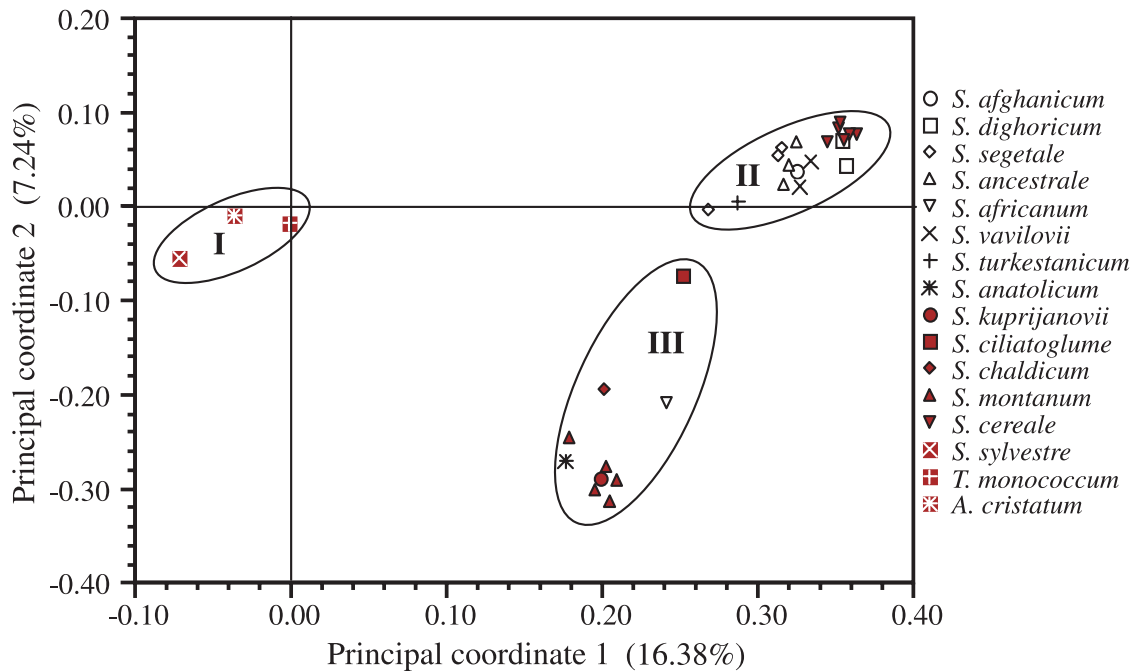 0.20
0.10
0.00
-0.10
-0.20
-0.30
-0.40
Principal coordinate 2 (7.24%)
I
II
III
-0.10
0.00
0.10
0.20
0.30
0.40
Principal coordinate 1 (16.38%)
S. afghanicum
S. dighoricum
S. segetale
S. ancestrale
S. africanum
S. vavilovii
S. turkestanicum
S. anatolicum
S. kuprijanovii
S. ciliatoglume
S. chaldicum
S. montanum
S. cereale
S. sylvestre
T. monococcum
A. cristatum